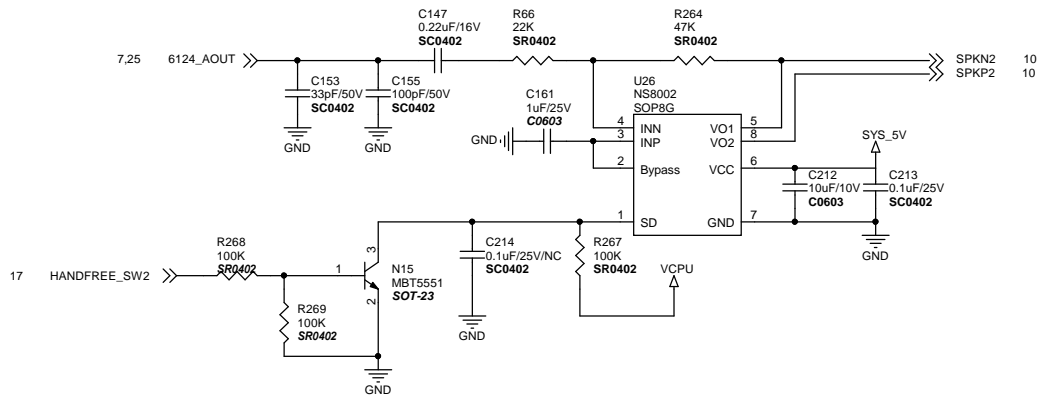 C147
0.22uF/16V
SC0402
R66
22K
SR0402
R264
47K
SR0402
7,25 6124_AOUT
SPKN2 10
SPKP2 10
C153
33pF/50V
SC0402
C155
100pF/50V
SC0402
GND
GND
C161
1uF/25V
C0603
GND
U26
NS8002
SOP8G
4 INN VO1 5
3 INP VO2 8
2 Bypass VCC 6
1 SD GND 7
SYS_5V
C212
10uF/10V
C0603
C213
0.1uF/25V
SC0402
GND
R268
100K
SR0402
17 HANDFREE_SW2
R269
100K
SR0402
1
3
2
N15
MBT5551
SOT-23
GND
C214
0.1uF/25V/NC
SC0402
GND
R267
100K
SR0402
VCPU